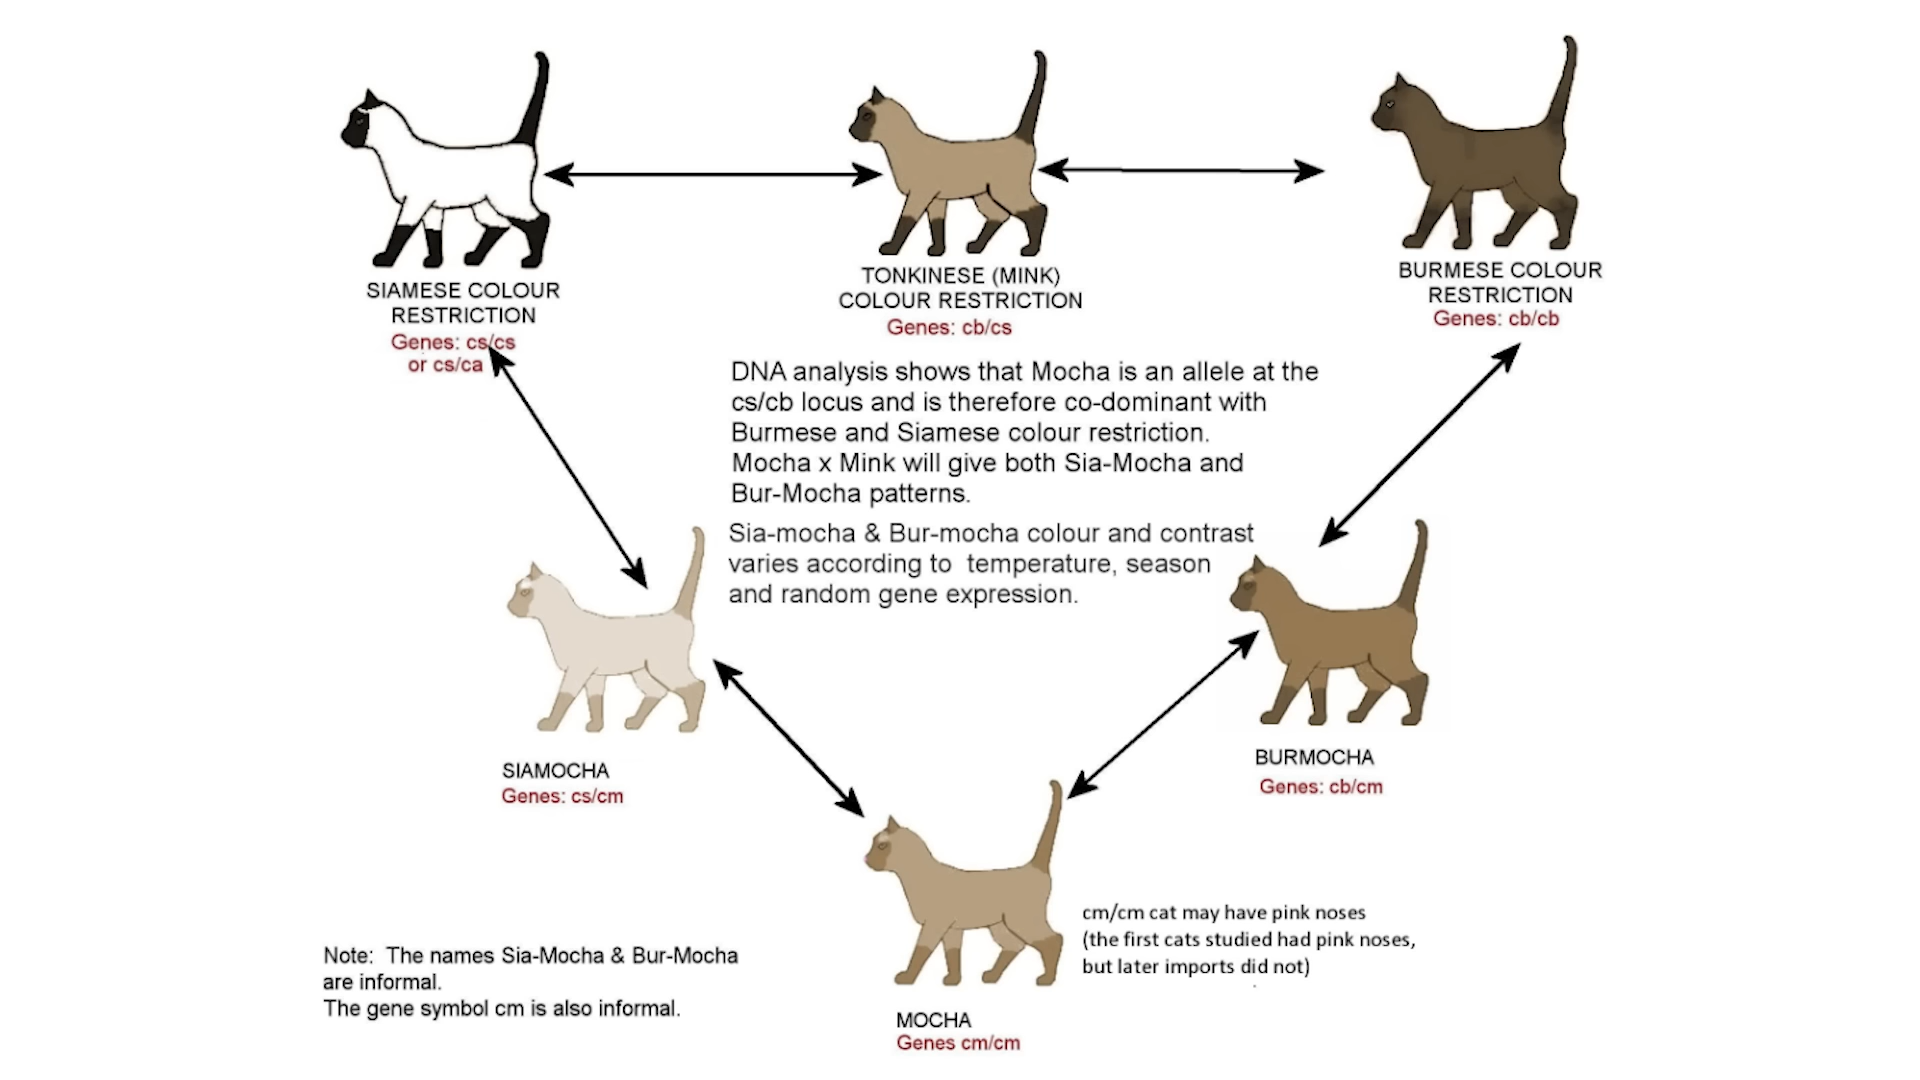 SIAMESE COLOUR
RESTRICTION
Genes: cs/cs
or cs/ca
TONKINESE (MINK)
COLOUR RESTRICTION
Genes: cb/cs
BURMESE COLOUR
RESTRICTION
Genes: cb/cb
DNA analysis shows that Mocha is an allele at the
cs/cb locus and is therefore co-dominant with
Burmese and Siamese colour restriction.
Mocha x Mink will give both Sia-Mocha and
Bur-Mocha patterns.
Sia-mocha & Bur-mocha colour and contrast
varies according to temperature, season
and random gene expression.
SIAMOCHA
Genes: cs/cm
BURMOCHA
Genes: cb/cm
cm/cm cat may have pink noses
(the first cats studied had pink noses,
but later imports did not)
Note: The names Sia-Mocha & Bur-Mocha
are informal.
The gene symbol cm is also informal.
MOCHA
Genes cm/cm